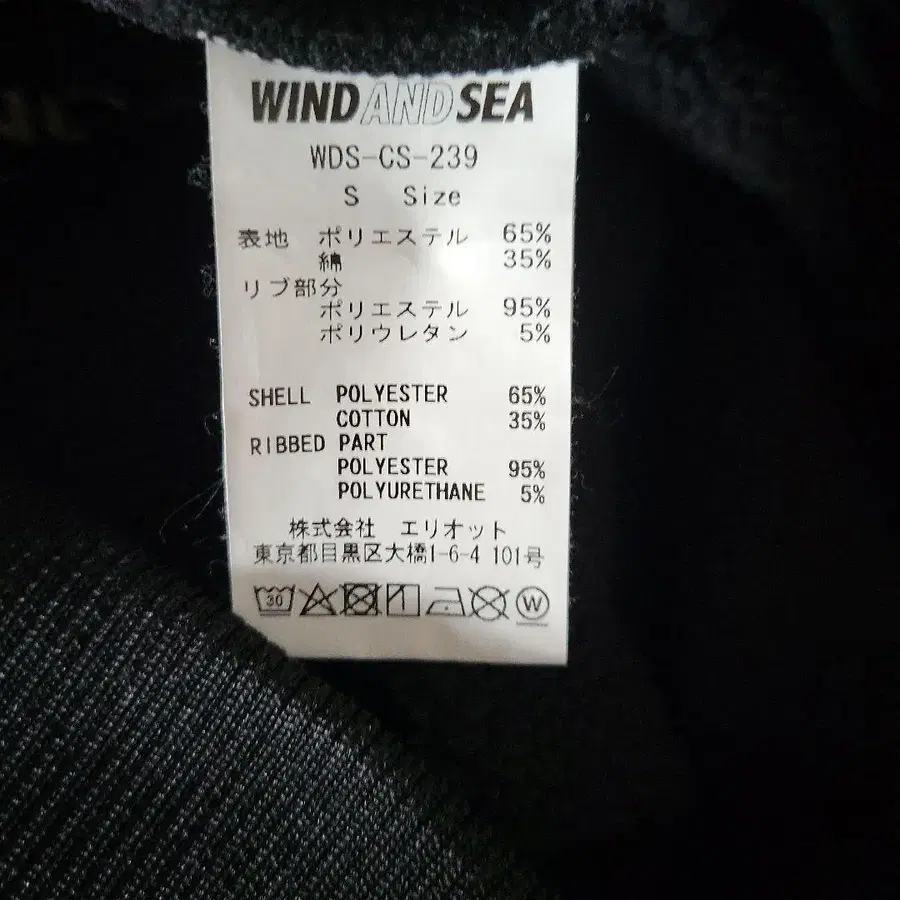 WIND AND SEA
WDS-CS-239
S Size
表地 ポリエステル 65%
綿 35%
リブ部分
ポリエステル 95%
ポリウレタン 5%
SHELL POLYESTER 65%
COTTON 35%
RIBBED PART
POLYESTER 95%
POLYURETHANE 5%
株式会社 エリオット
東京都目黒区大橋1-6-4 101号
30 W